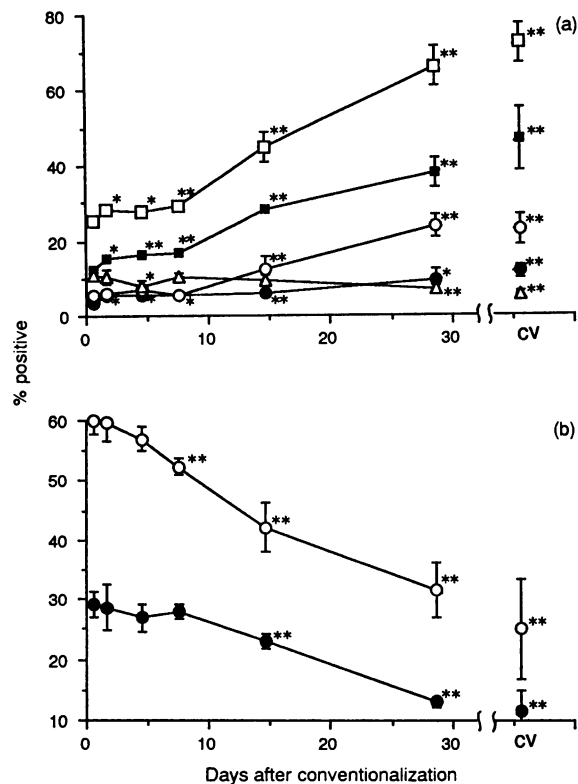 (a)
80
60
40
20
0
** ** ** ** ** ** ** ** ** ** ** ** ** ** ** ** ** * * * * * * *
0 10 20 30 CV
% positive
(b)
60
50
40
30
20
10
** ** ** ** ** ** **
0 10 20 30 CV
Days after conventionalization